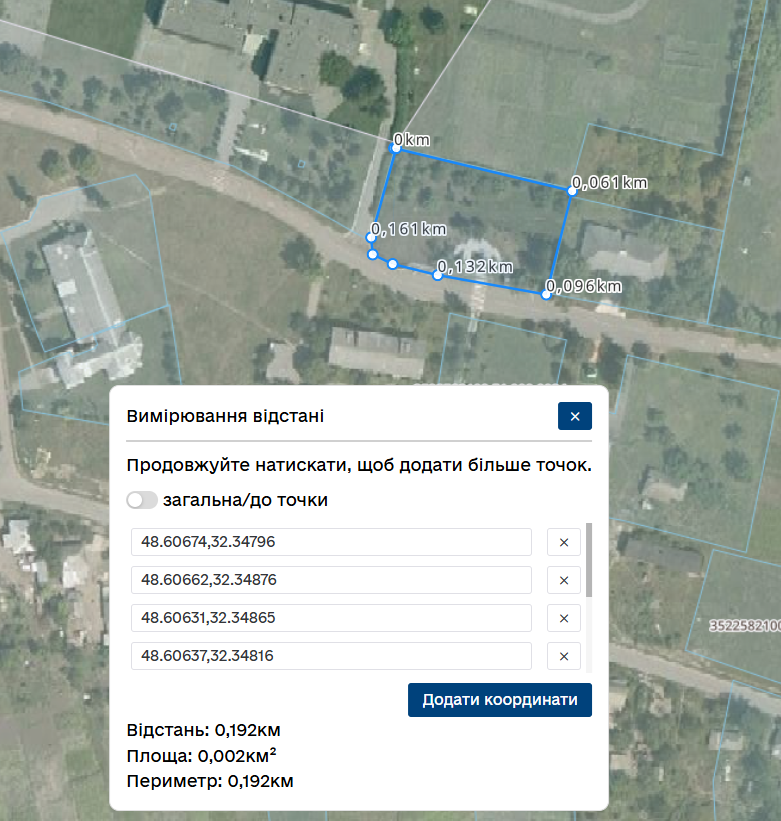 0km
0,061km
0,161km
0,132km
0,096km
Вимірювання відстані
×
Продовжуйте натискати, щоб додати більше точок.
загальна/до точки
48.60674,32.34796 ×
48.60662,32.34876 ×
48.60631,32.34865 ×
48.60637,32.34816 ×
3522582100
Додати координати
Відстань: 0,192км
Площа: 0,002км²
Периметр: 0,192км